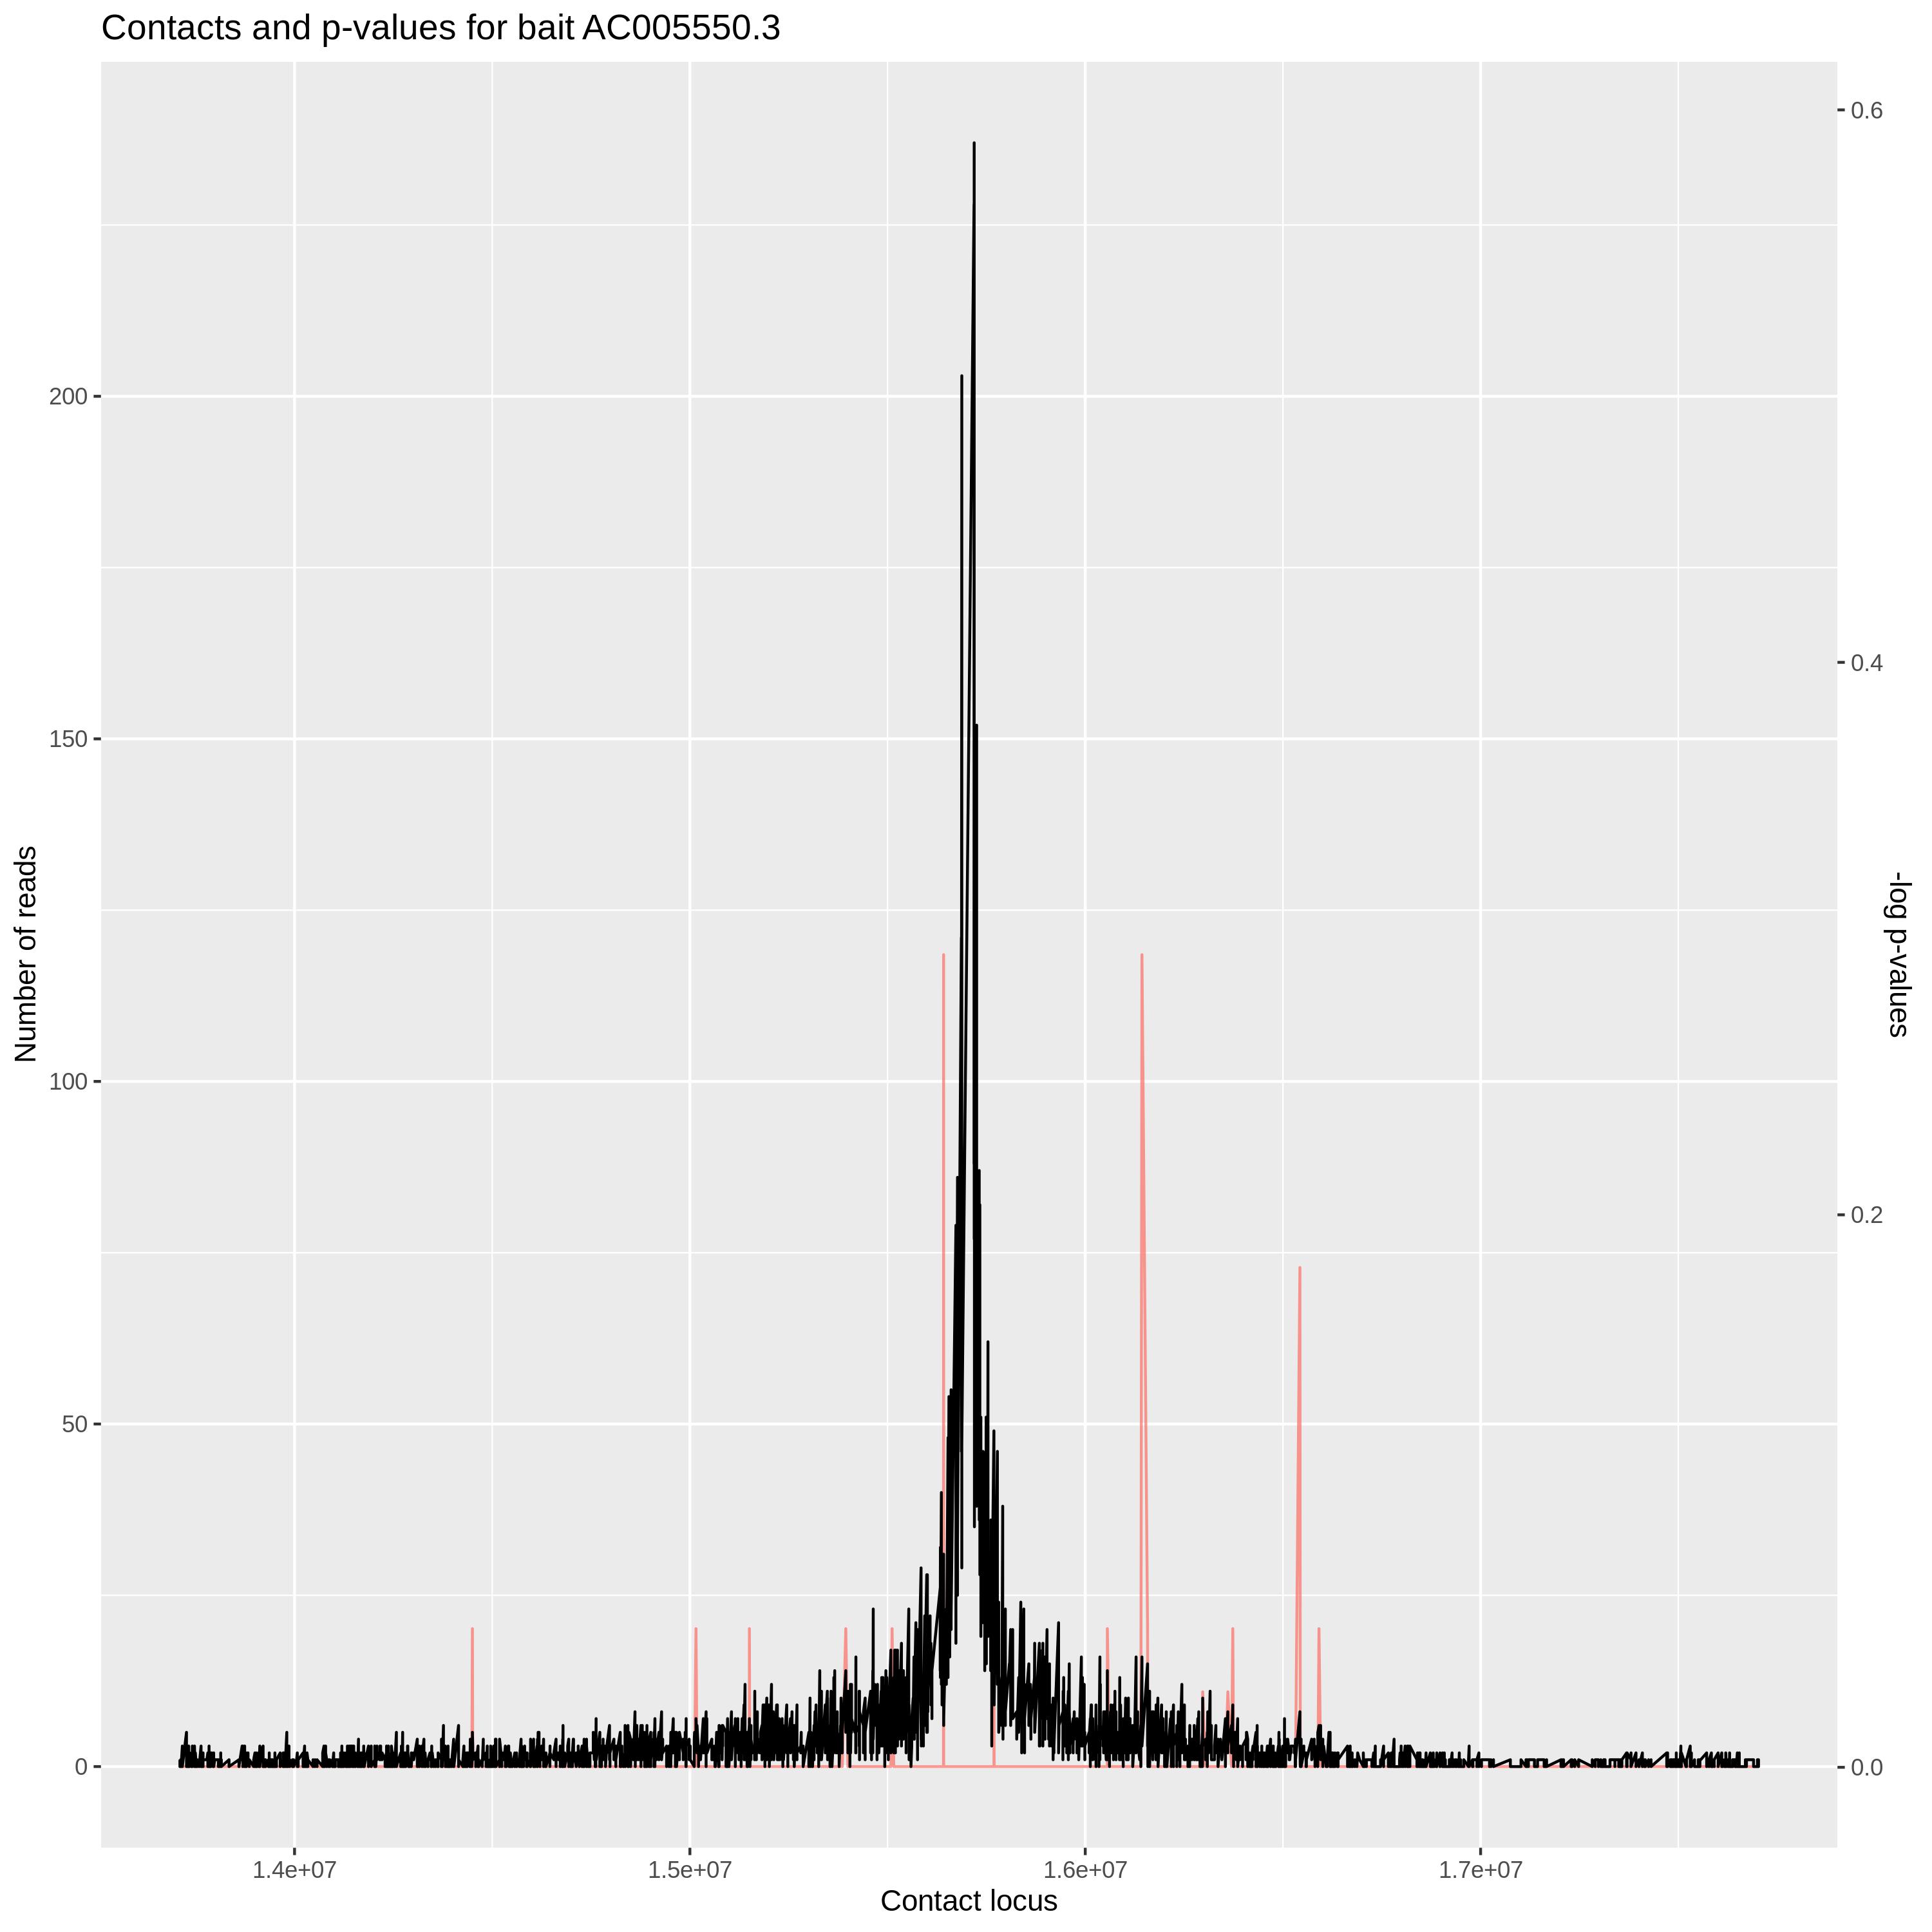 Contacts and p-values for bait AC005550.3
0.6
0.4
0.2
0.0
200
150
100
50
0
Number of reads
-log p-values
1.4e+07
1.5e+07
1.6e+07
1.7e+07
Contact locus